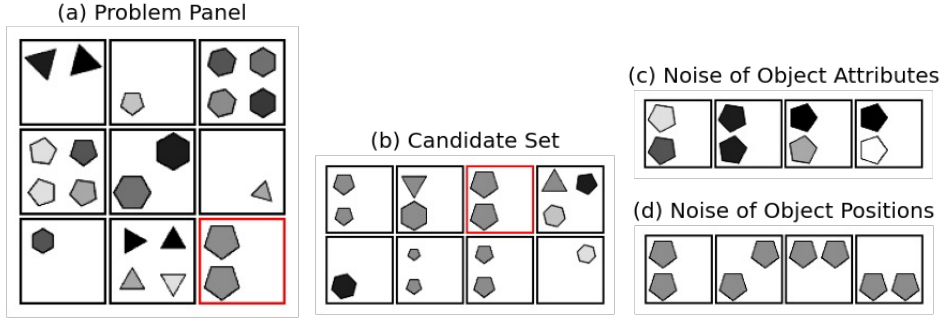 (a) Problem Panel
(b) Candidate Set
(c) Noise of Object Attributes
(d) Noise of Object Positions